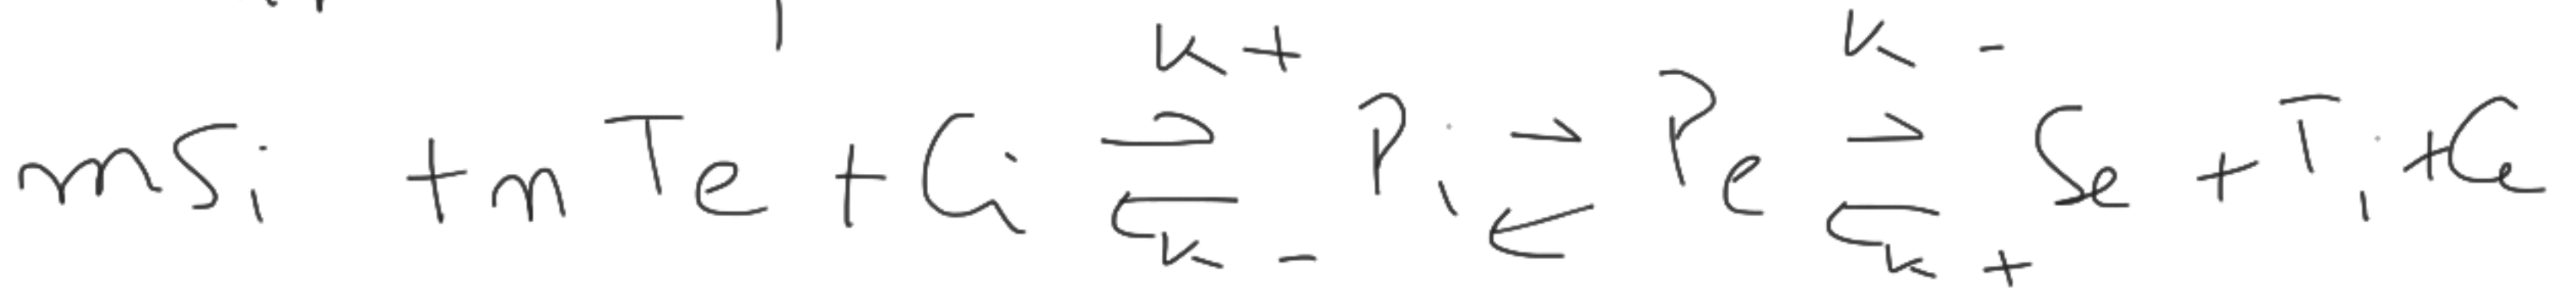 k+ k-
mSi + nTe + Ci ⇌ Pi ⇌ Pe ⇌ Se + Ti + Ce
k- k+